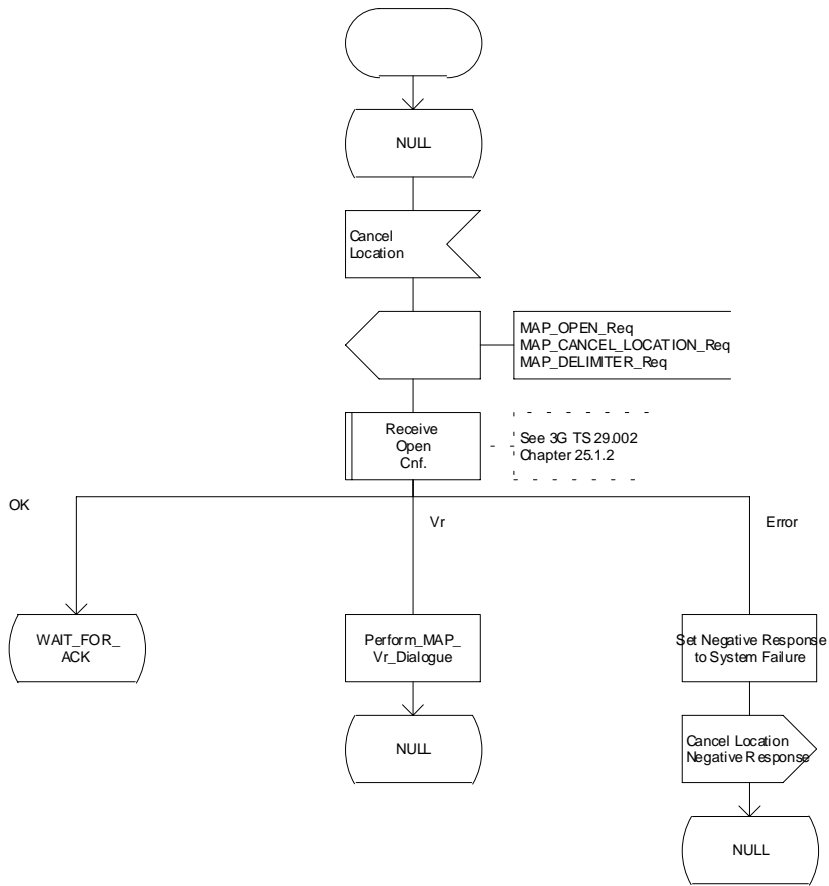 NULL
Cancel
Location
MAP_OPEN_Req
MAP_CANCEL_LOCATION_Req
MAP_DELIMITER_Req
Receive
Open
Cnf.
See 3G TS 29.002
Chapter 25.1.2
OK
Vr
Error
WAIT_FOR_
ACK
Perform_MAP_
Vr_Dialogue
Set Negative Response
to System Failure
NULL
Cancel Location
Negative Response
NULL